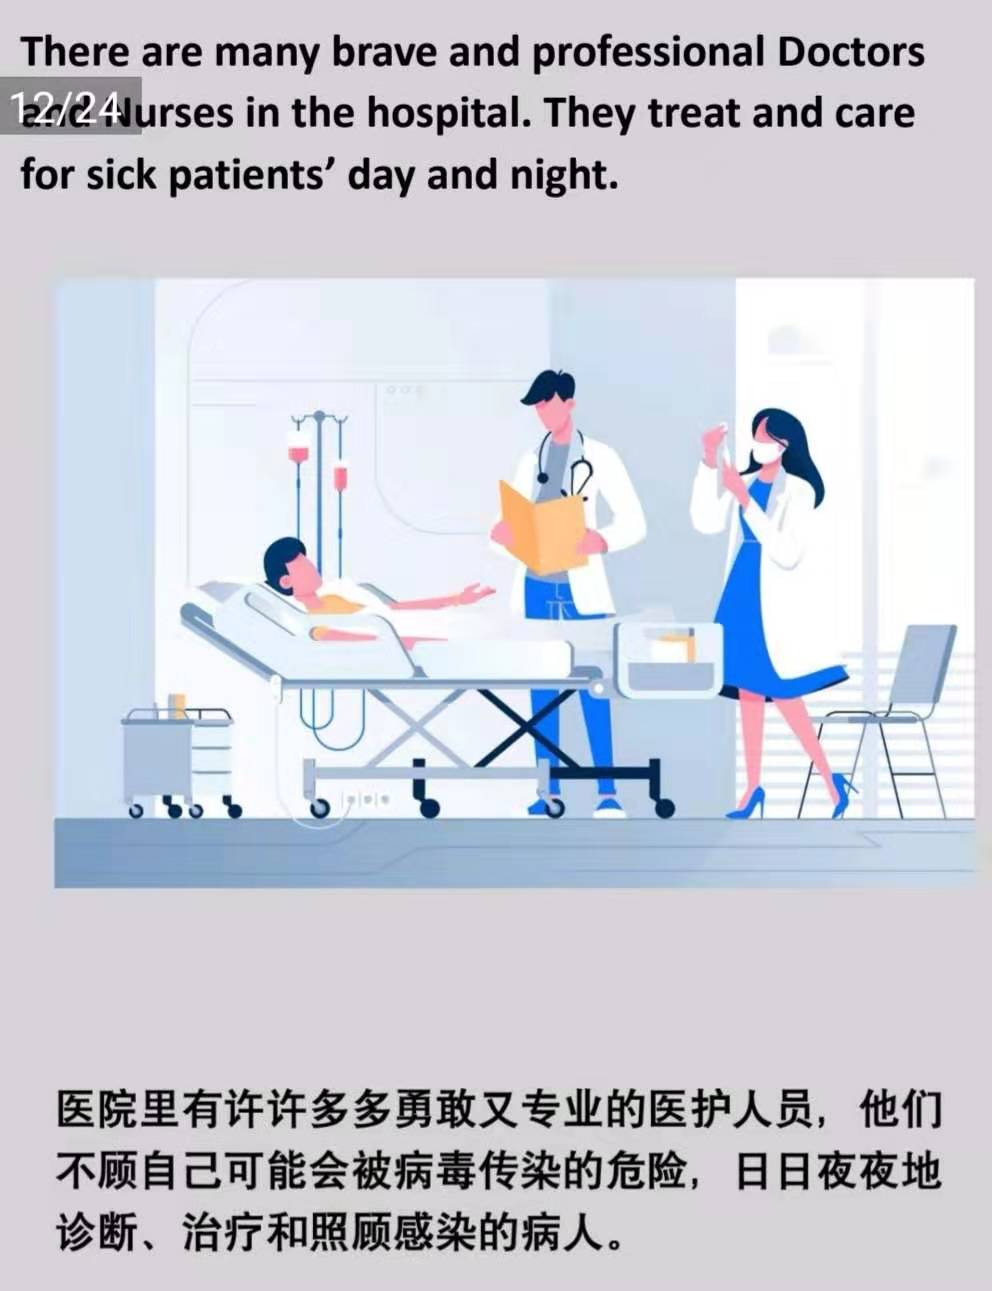 There are many brave and professional Doctors
12/24
and Nurses in the hospital. They treat and care
for sick patients’ day and night.
医院里有许许多多勇敢又专业的医护人员，他们
不顾自己可能会被病毒传染的危险，日日夜夜地
诊断、治疗和照顾感染的病人。